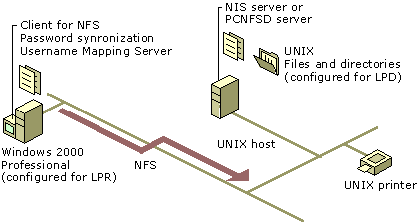 Client for NFS
Password synronization
Username Mapping Server
NIS server or
PCNFSD server
UNIX
Files and directories
(configured for LPD)
Windows 2000
Professional
(configured for LPR)
NFS
UNIX host
UNIX printer